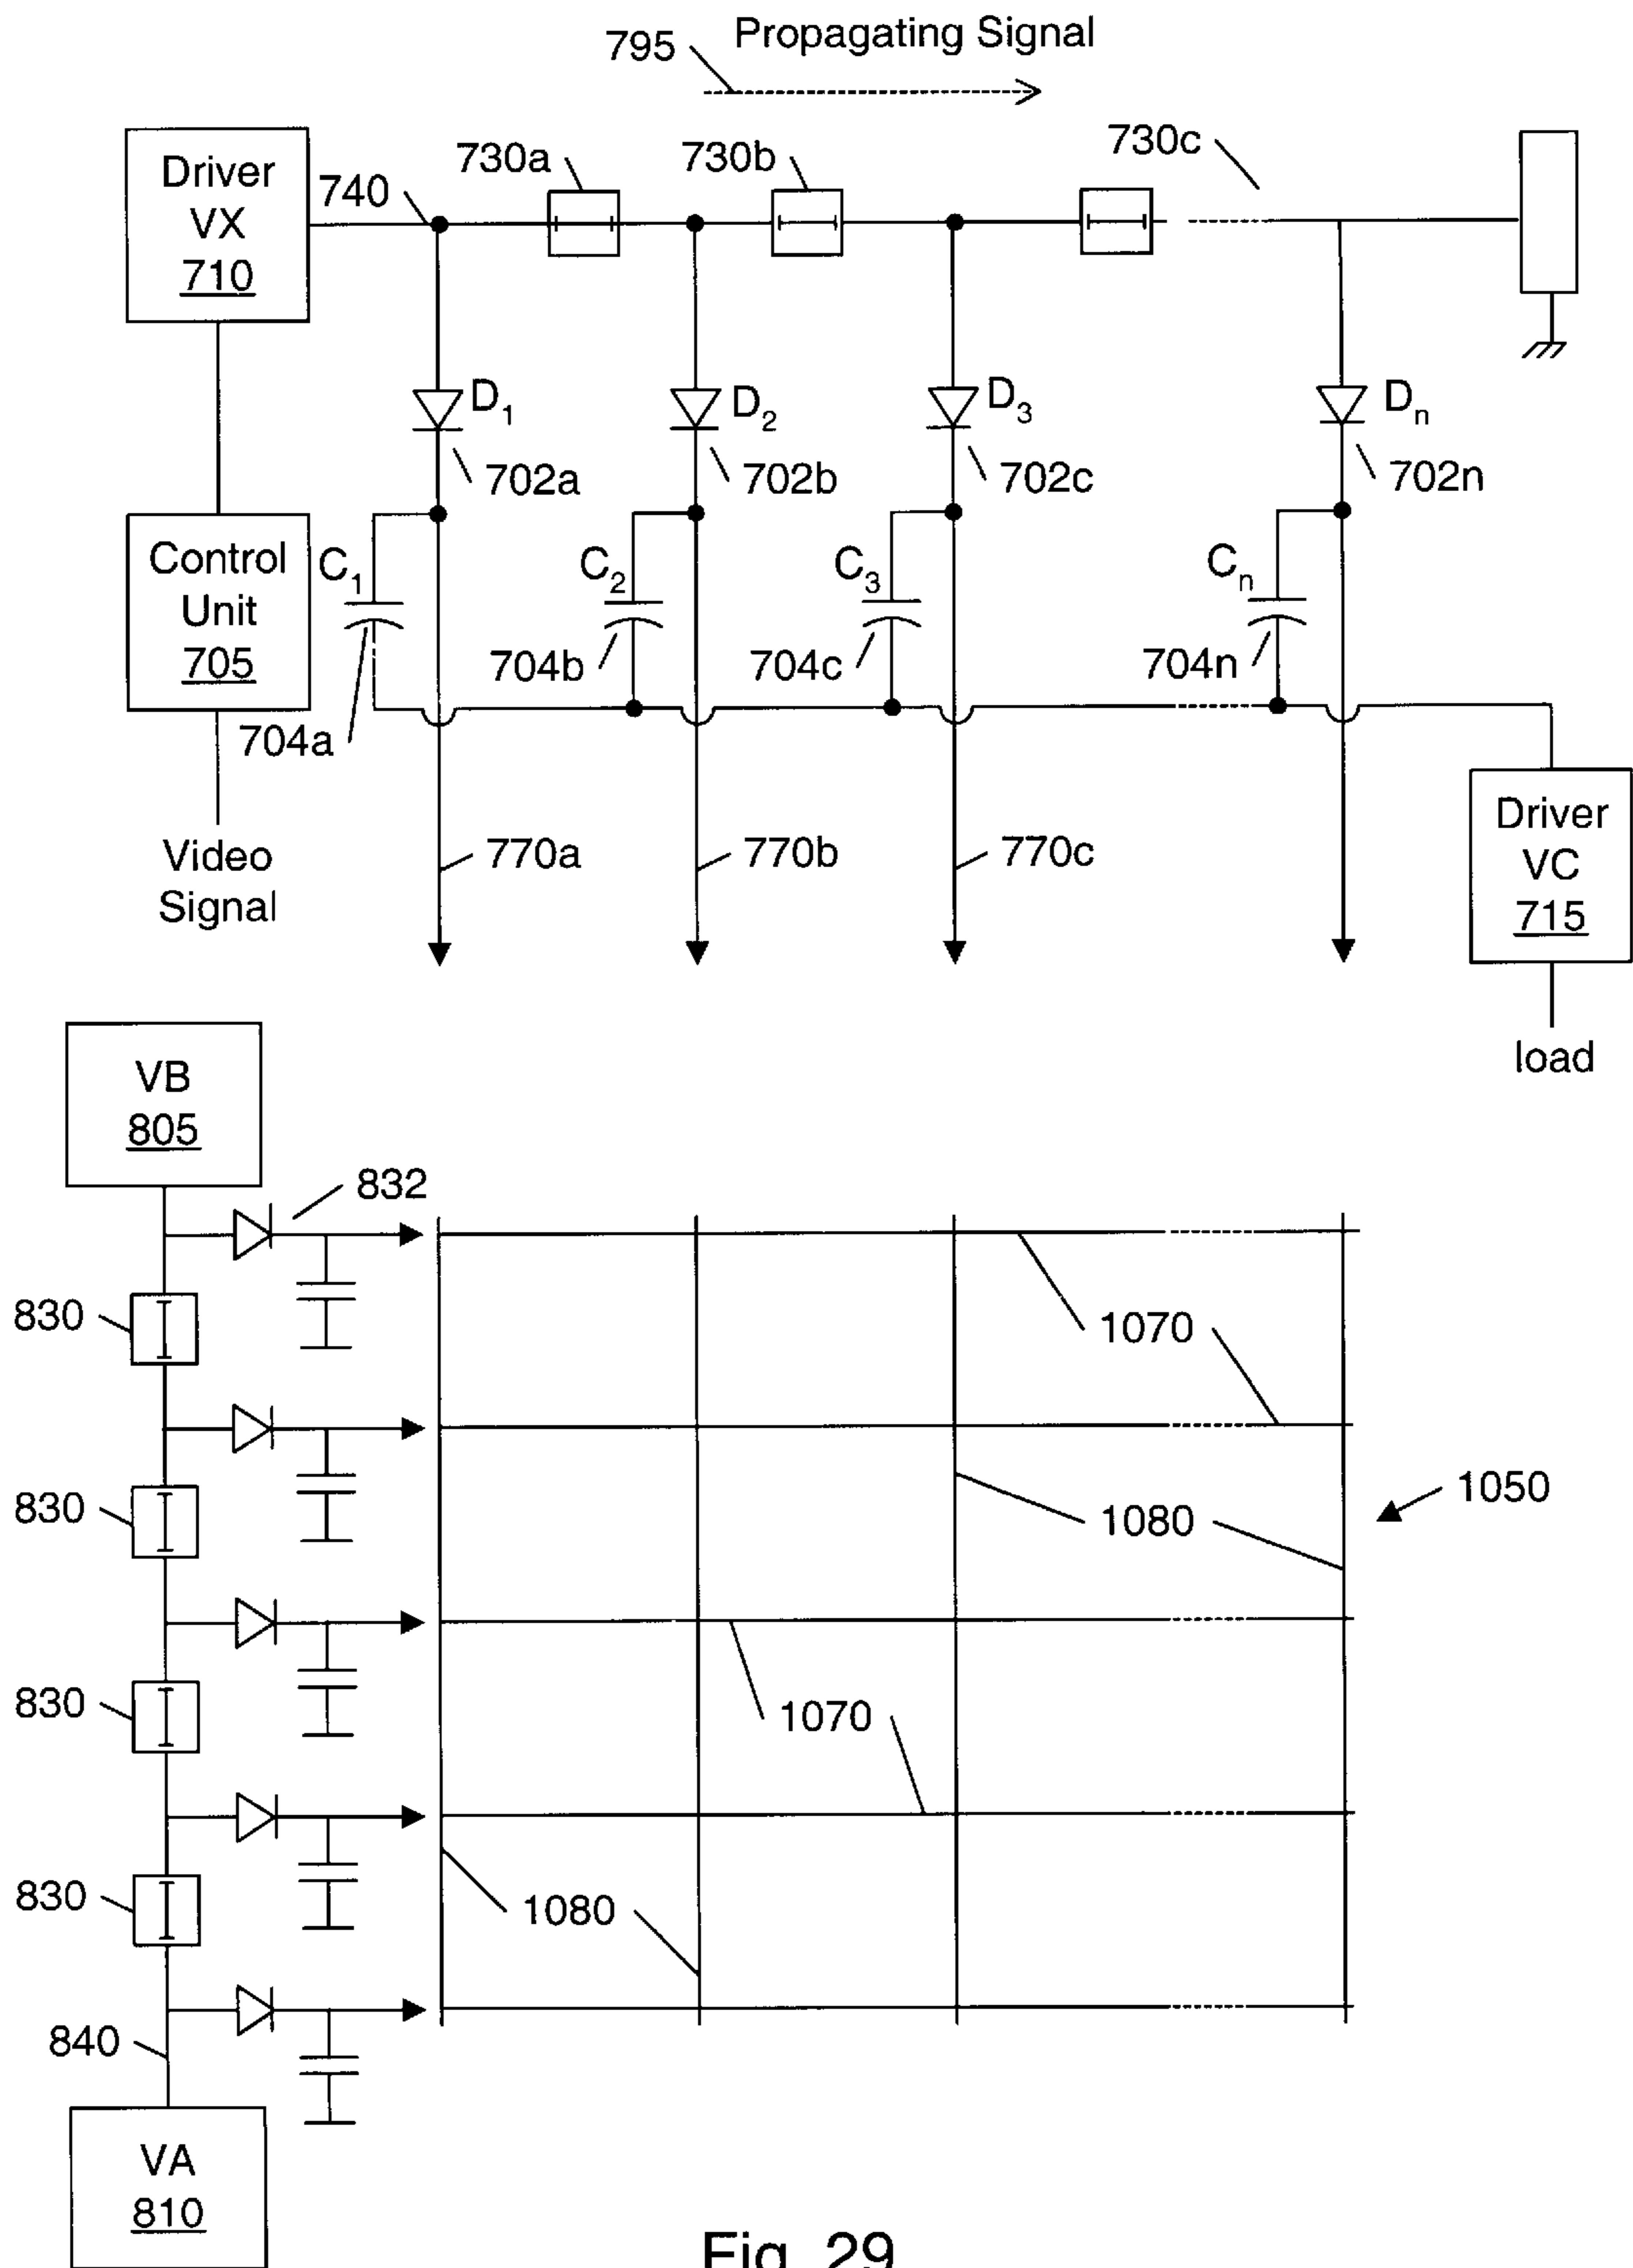 Propagating Signal
795
Driver
VX
710
740
730a
730b
730c
D1
D2
D3
Dn
702a
702b
702c
702n
Control
Unit
705
C1
C2
C3
Cn
704a
704b
704c
704n
Video
Signal
770a
770b
770c
Driver
VC
715
load
VB
805
832
830
1070
830
1080
1050
830
1070
830
1080
840
VA
810
Fig. 29